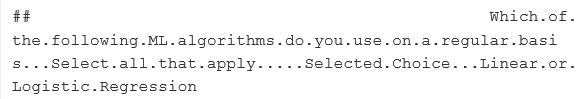 ## Which.of.
the.following.ML.algorithms.do.you.use.on.a.regular.basi
s...Select.all.that.apply.....Selected.Choice...Linear.or.
Logistic.Regression